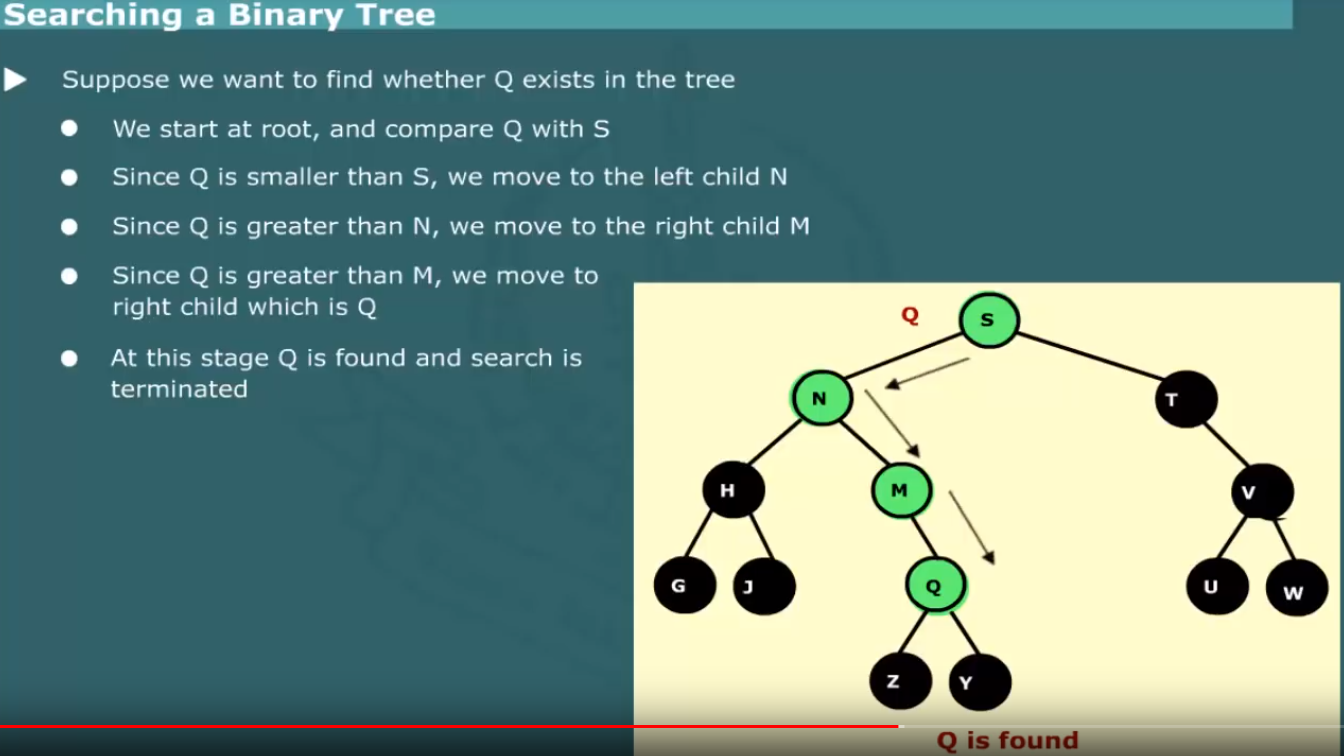 Searching a Binary Tree
Suppose we want to find whether Q exists in the tree
We start at root, and compare Q with S
Since Q is smaller than S, we move to the left child N
Since Q is greater than N, we move to the right child M
Since Q is greater than M, we move to
right child which is Q
At this stage Q is found and search is
terminated
Q S
N T
H M V
G J Q U W
Z Y
Q is found